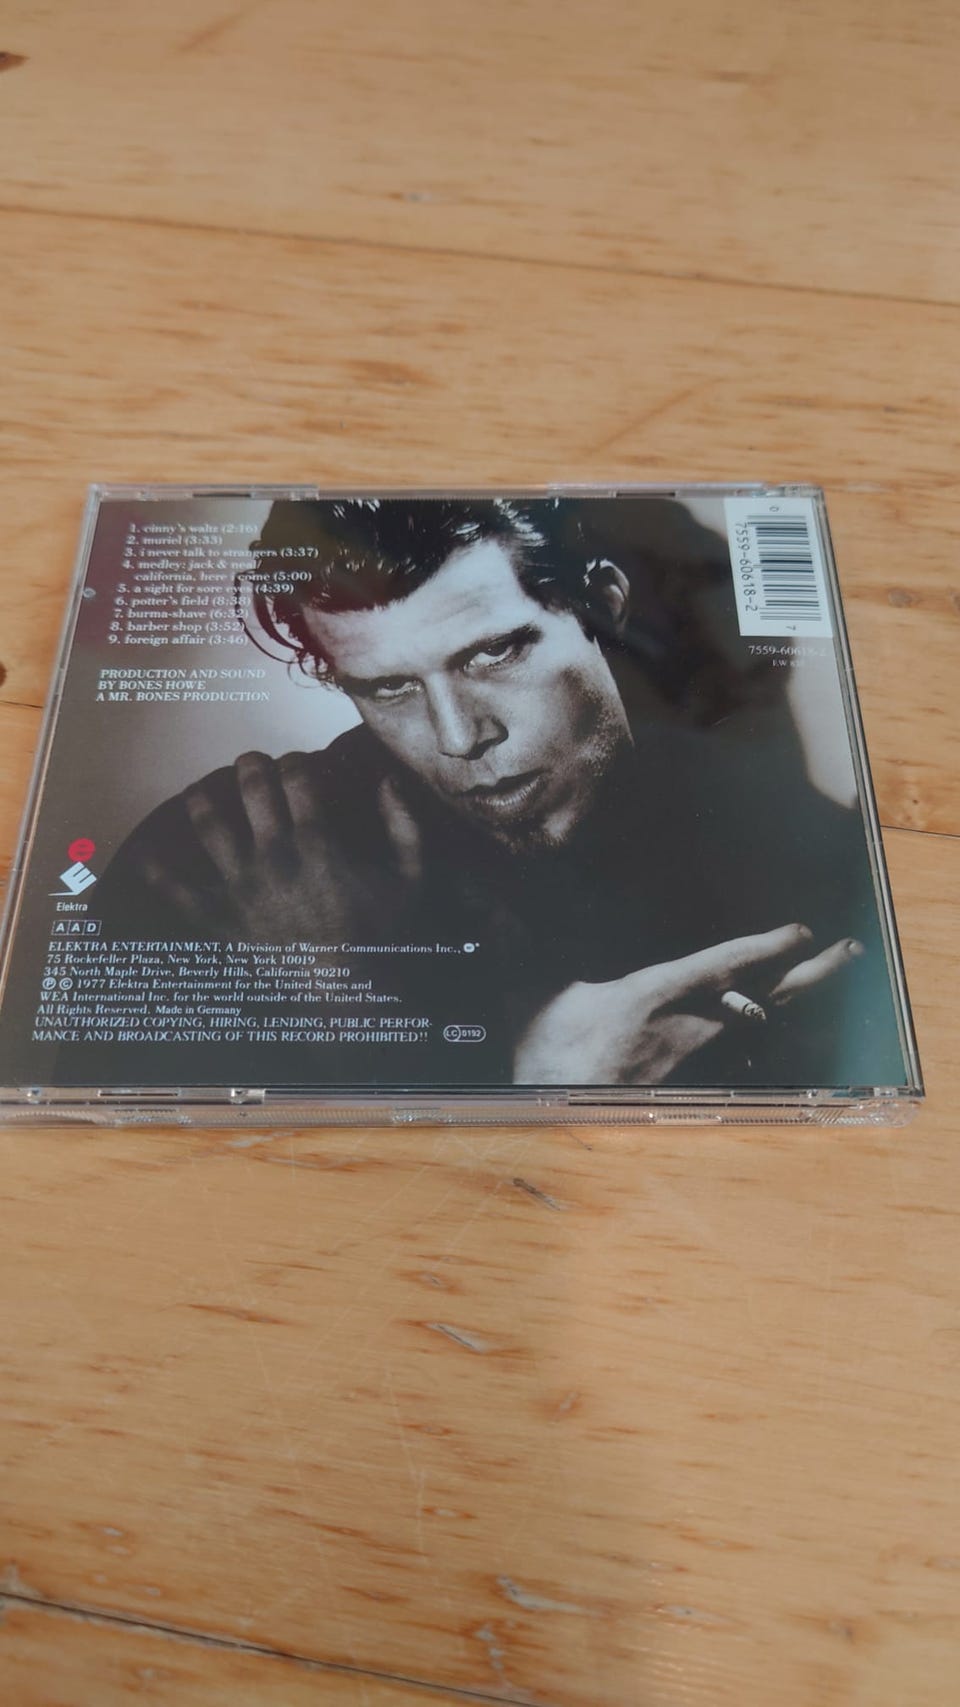 1. cinny's waltz (2:16)
2. muriel (3:33)
3. i never talk to strangers (3:37)
4. medley: jack & neal/
california, here i come (5:00)
5. a sight for sore eyes (4:39)
6. potter's field (8:38)
7. burma-shave (6:32)
8. barber shop (3:52)
9. foreign affair (3:46)
PRODUCTION AND SOUND
BY BONES HOWE
A MR. BONES PRODUCTION
0 7559-60618-2 7
7559-60618-2
e
E
Elektra
AAD
ELEKTRA ENTERTAINMENT, A Division of Warner Communications Inc.,
75 Rockefeller Plaza, New York, New York 10019
345 North Maple Drive, Beverly Hills, California 90210
℗ © 1977 Elektra Entertainment for the United States and
WEA International Inc. for the world outside of the United States.
All Rights Reserved. Made in Germany
UNAUTHORIZED COPYING, HIRING, LENDING, PUBLIC PERFOR-
MANCE AND BROADCASTING OF THIS RECORD PROHIBITED!!
LC 0192